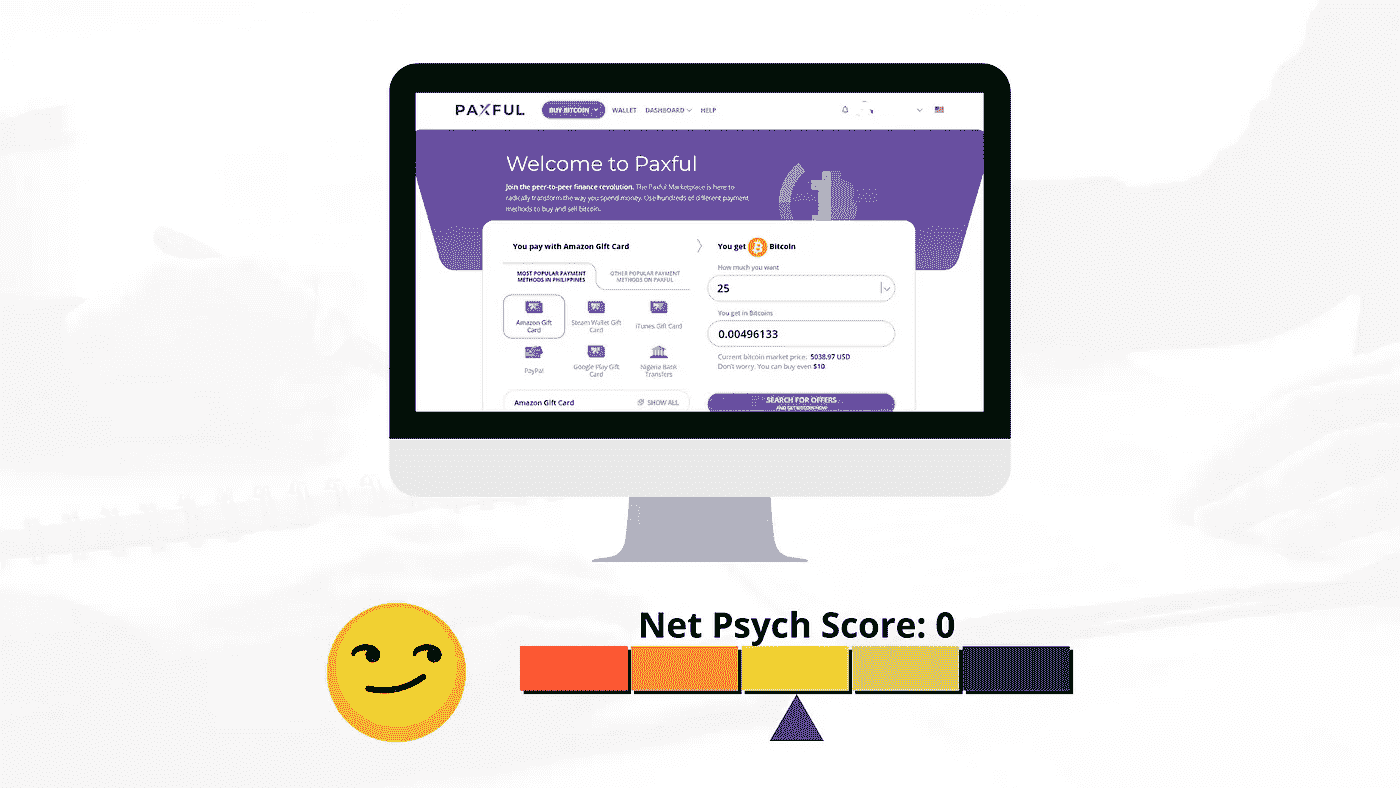 PAXFUL BUY BITCOIN WALLET DASHBOARD HELP
Welcome to Paxful
Join the peer-to-peer finance revolution. The Paxful Marketplace is here to
radically transform the way you spend money. Use hundreds of different payment
methods to buy and sell bitcoin.
You pay with Amazon Gift Card
MOST POPULAR PAYMENT
METHODS IN PHILIPPINES
OTHER POPULAR PAYMENT
METHODS ON PAXFUL
Amazon Gift
Card
Steam Wallet Gift
Card
iTunes Gift Card
PayPal
Google Play Gift
Card
Nigeria Bank
Transfers
Amazon Gift Card SHOW ALL
You get Bitcoin
How much you want
25
You get in Bitcoins
0.00496133
Current bitcoin market price: 5038.97 USD
Don't worry. You can buy even $10
SEARCH FOR OFFERS
AND GET BITCOIN NOW
Net Psych Score: 0